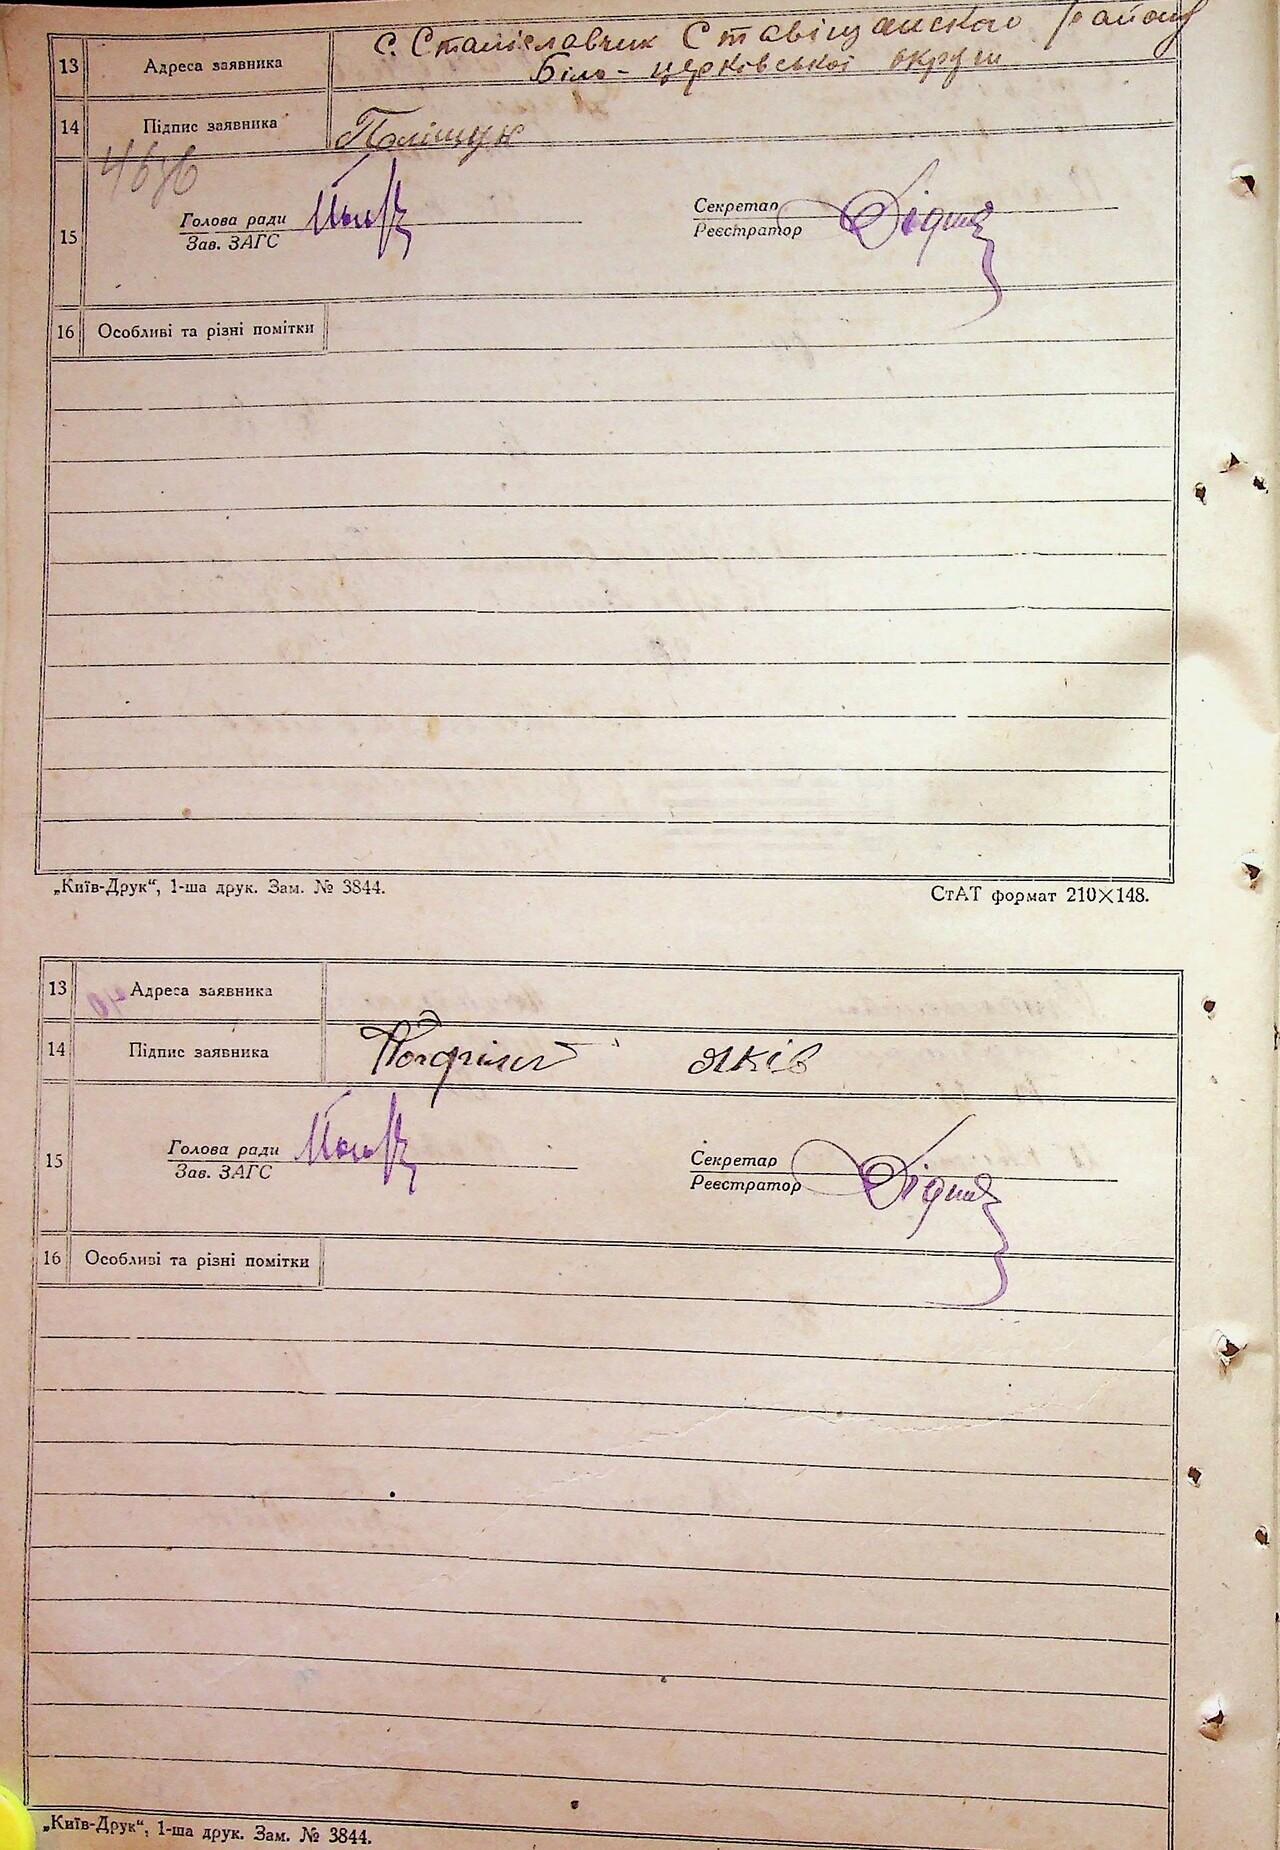 с. Станіславчик Ставіщанского району
13 Адреса заявника
Біло-церківської округи
14 Підпис заявника Поліщук
Голова ради Секретар
15 Зав. ЗАГС Реєстратор
16 Особливі та різні помітки
„Київ-Друк“, 1-ша друк. Зам. № 3844. СтАТ формат 210×148.
13 Адреса заявника
14 Підпис заявника Яків
Голова ради Секретар
15 Зав. ЗАГС Реєстратор
16 Особливі та різні помітки
„Київ-Друк“, 1-ша друк. Зам. № 3844.